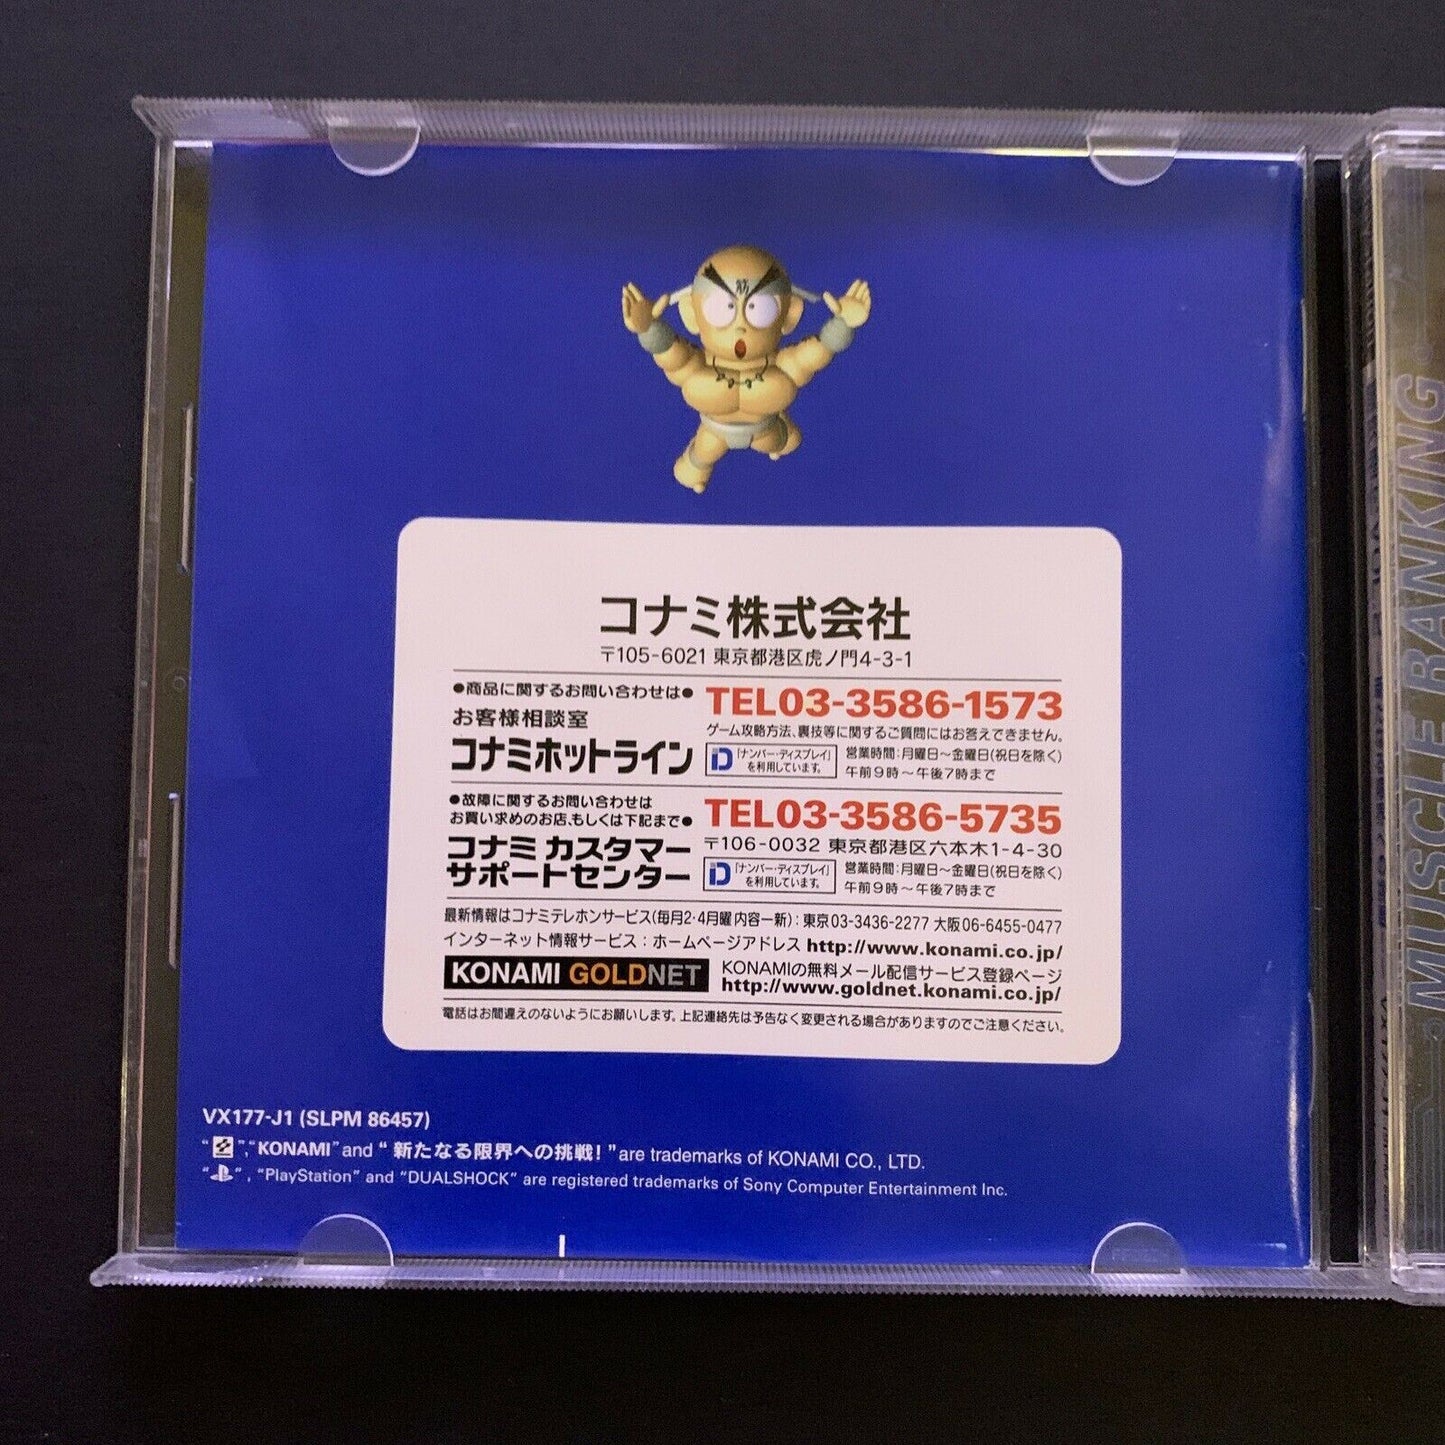 筋
コナミ株式会社
〒105-6021 東京都港区虎ノ門4-3-1
●商品に関するお問い合わせは●
お客様相談室
コナミホットライン
TEL03-3586-1573
ゲーム攻略方法、裏技等に関するご質問にはお答えできません。
D 「ナンバー・ディスプレイ」
を利用しています。
営業時間:月曜日～金曜日(祝日を除く)
午前9時～午後7時まで
●故障に関するお問い合わせは
お買い求めのお店、もしくは下記まで●
コナミ カスタマー
サポートセンター
TEL03-3586-5735
〒106-0032 東京都港区六本木1-4-30
D 「ナンバー・ディスプレイ」
を利用しています。
営業時間:月曜日～金曜日(祝日を除く)
午前9時～午後7時まで
最新情報はコナミテレホンサービス(毎月2・4月曜内容一新):東京03-3436-2277 大阪06-6455-0477
インターネット情報サービス:ホームページアドレス http://www.konami.co.jp/
KONAMI GOLDNET
KONAMIの無料メール配信サービス登録ページ
http://www.goldnet.konami.co.jp/
電話はお間違えのないようにお願いします。上記連絡先は予告なく変更される場合がありますのでご注意ください。
VX177-J1 (SLPM 86457)
" ", "KONAMI" and "新たなる限界への挑戦!" are trademarks of KONAMI CO., LTD.
" ", "PlayStation" and "DUALSHOCK" are registered trademarks of Sony Computer Entertainment Inc.
MUSCLE RANKING